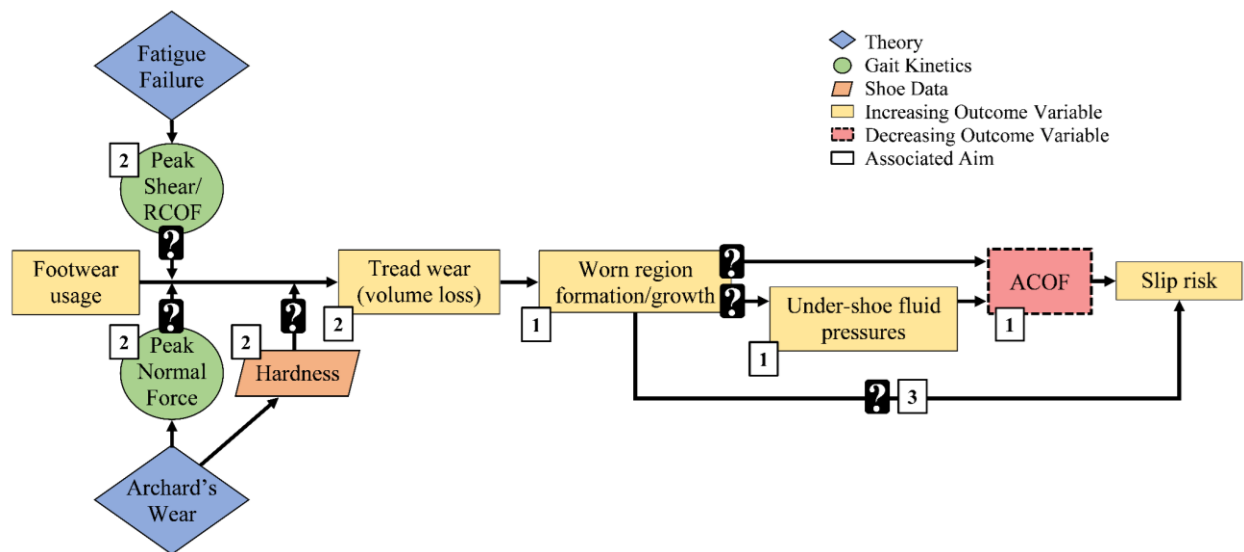 Fatigue
Failure
Theory
Gait Kinetics
Shoe Data
Increasing Outcome Variable
Decreasing Outcome Variable
Associated Aim
2
Peak
Shear/
RCOF
?
Footwear
usage
?
2
Peak
Normal
Force
?
2
Hardness
Tread wear
(volume loss)
2
Worn region
formation/growth
1
?
?
Under-shoe fluid
pressures
1
ACOF
1
Slip risk
?
3
Archard's
Wear